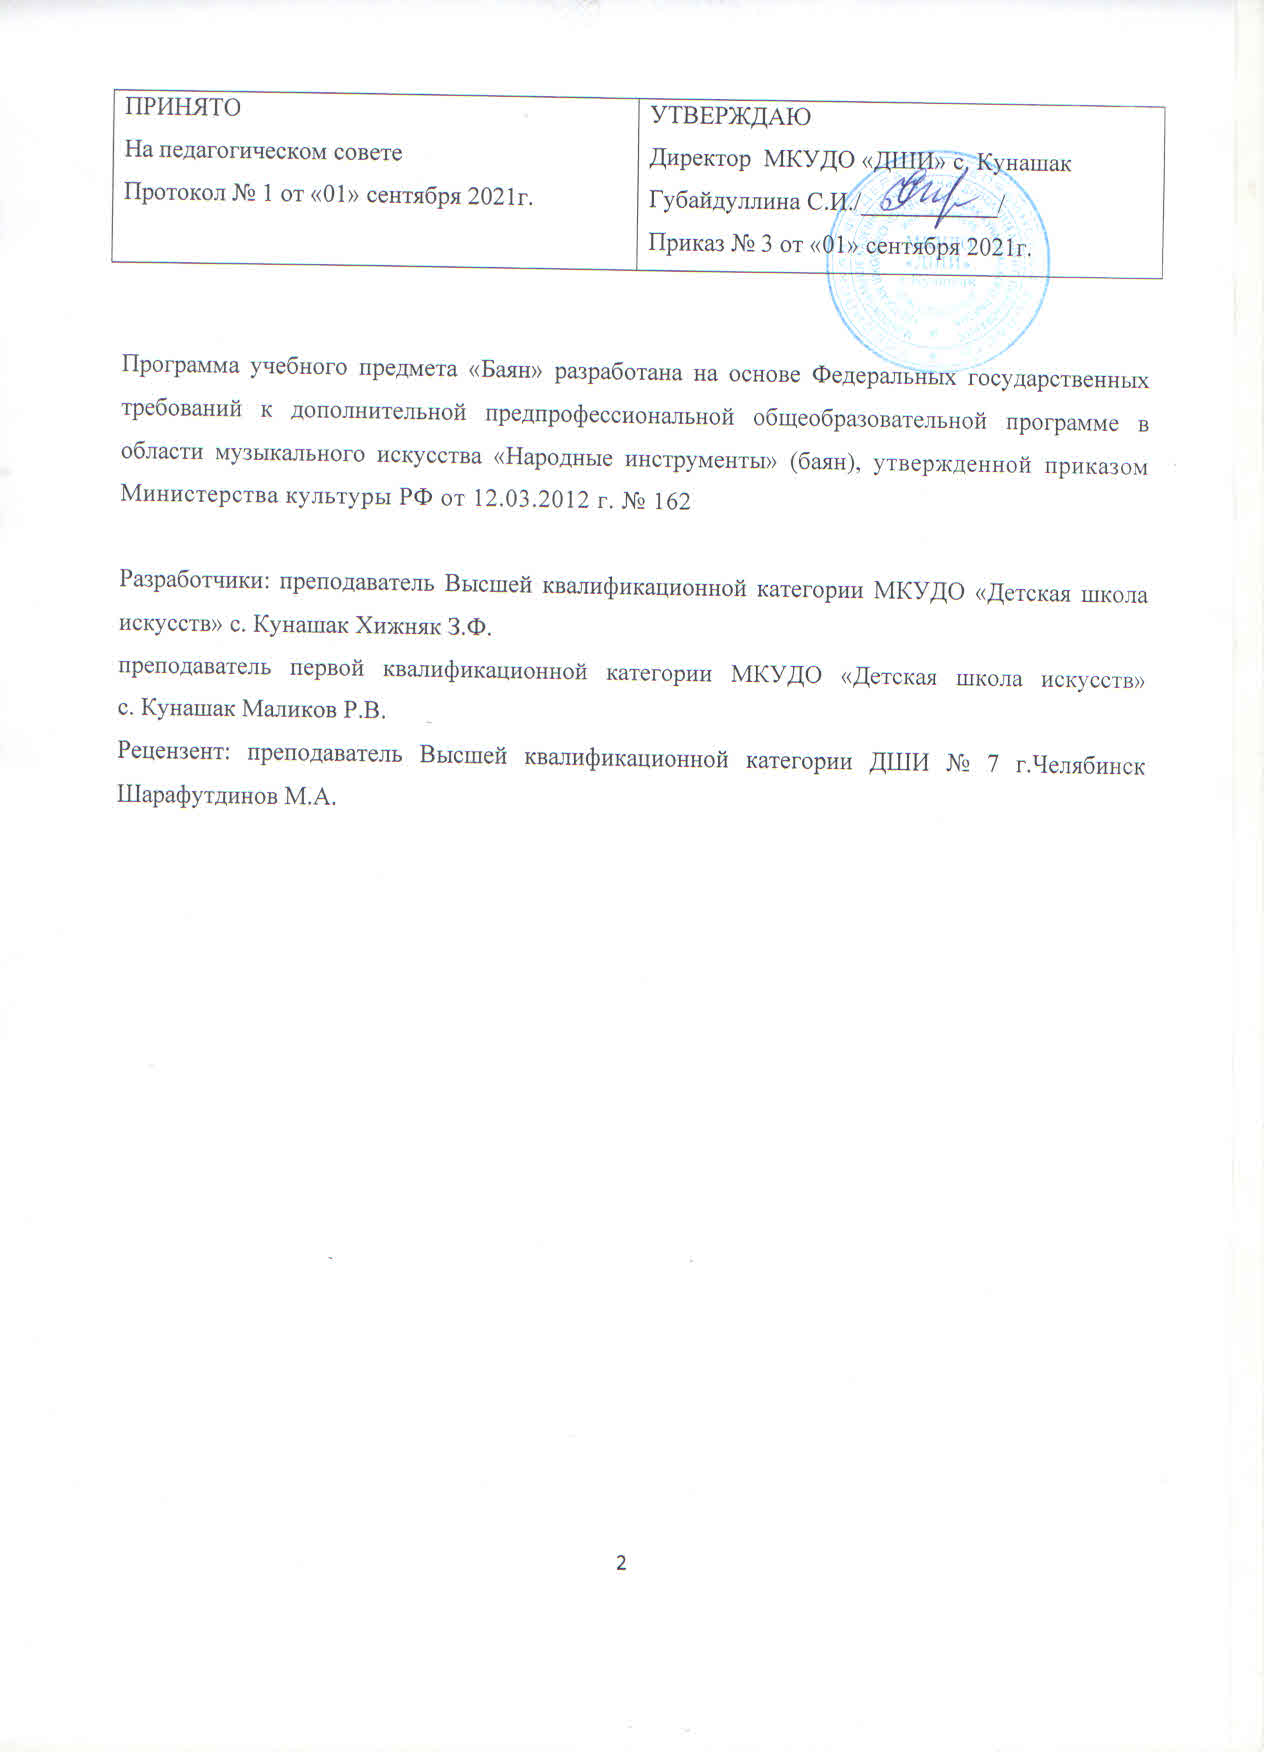 ПРИНЯТО
На педагогическом совете
Протокол № 1 от «01» сентября 2021г.
УТВЕРЖДАЮ
Директор МКУДО «ДШИ» с. Кунашак
Губайдуллина С.И./___________/
Приказ № 3 от «01» сентября 2021г.
«ДШИ»
Программа учебного предмета «Баян» разработана на основе Федеральных государственных
требований к дополнительной предпрофессиональной общеобразовательной программе в
области музыкального искусства «Народные инструменты» (баян), утвержденной приказом
Министерства культуры РФ от 12.03.2012 г. № 162
Разработчики: преподаватель Высшей квалификационной категории МКУДО «Детская школа
искусств» с. Кунашак Хижняк З.Ф.
преподаватель первой квалификационной категории МКУДО «Детская школа искусств»
с. Кунашак Маликов Р.В.
Рецензент: преподаватель Высшей квалификационной категории ДШИ № 7 г.Челябинск
Шарафутдинов М.А.
2